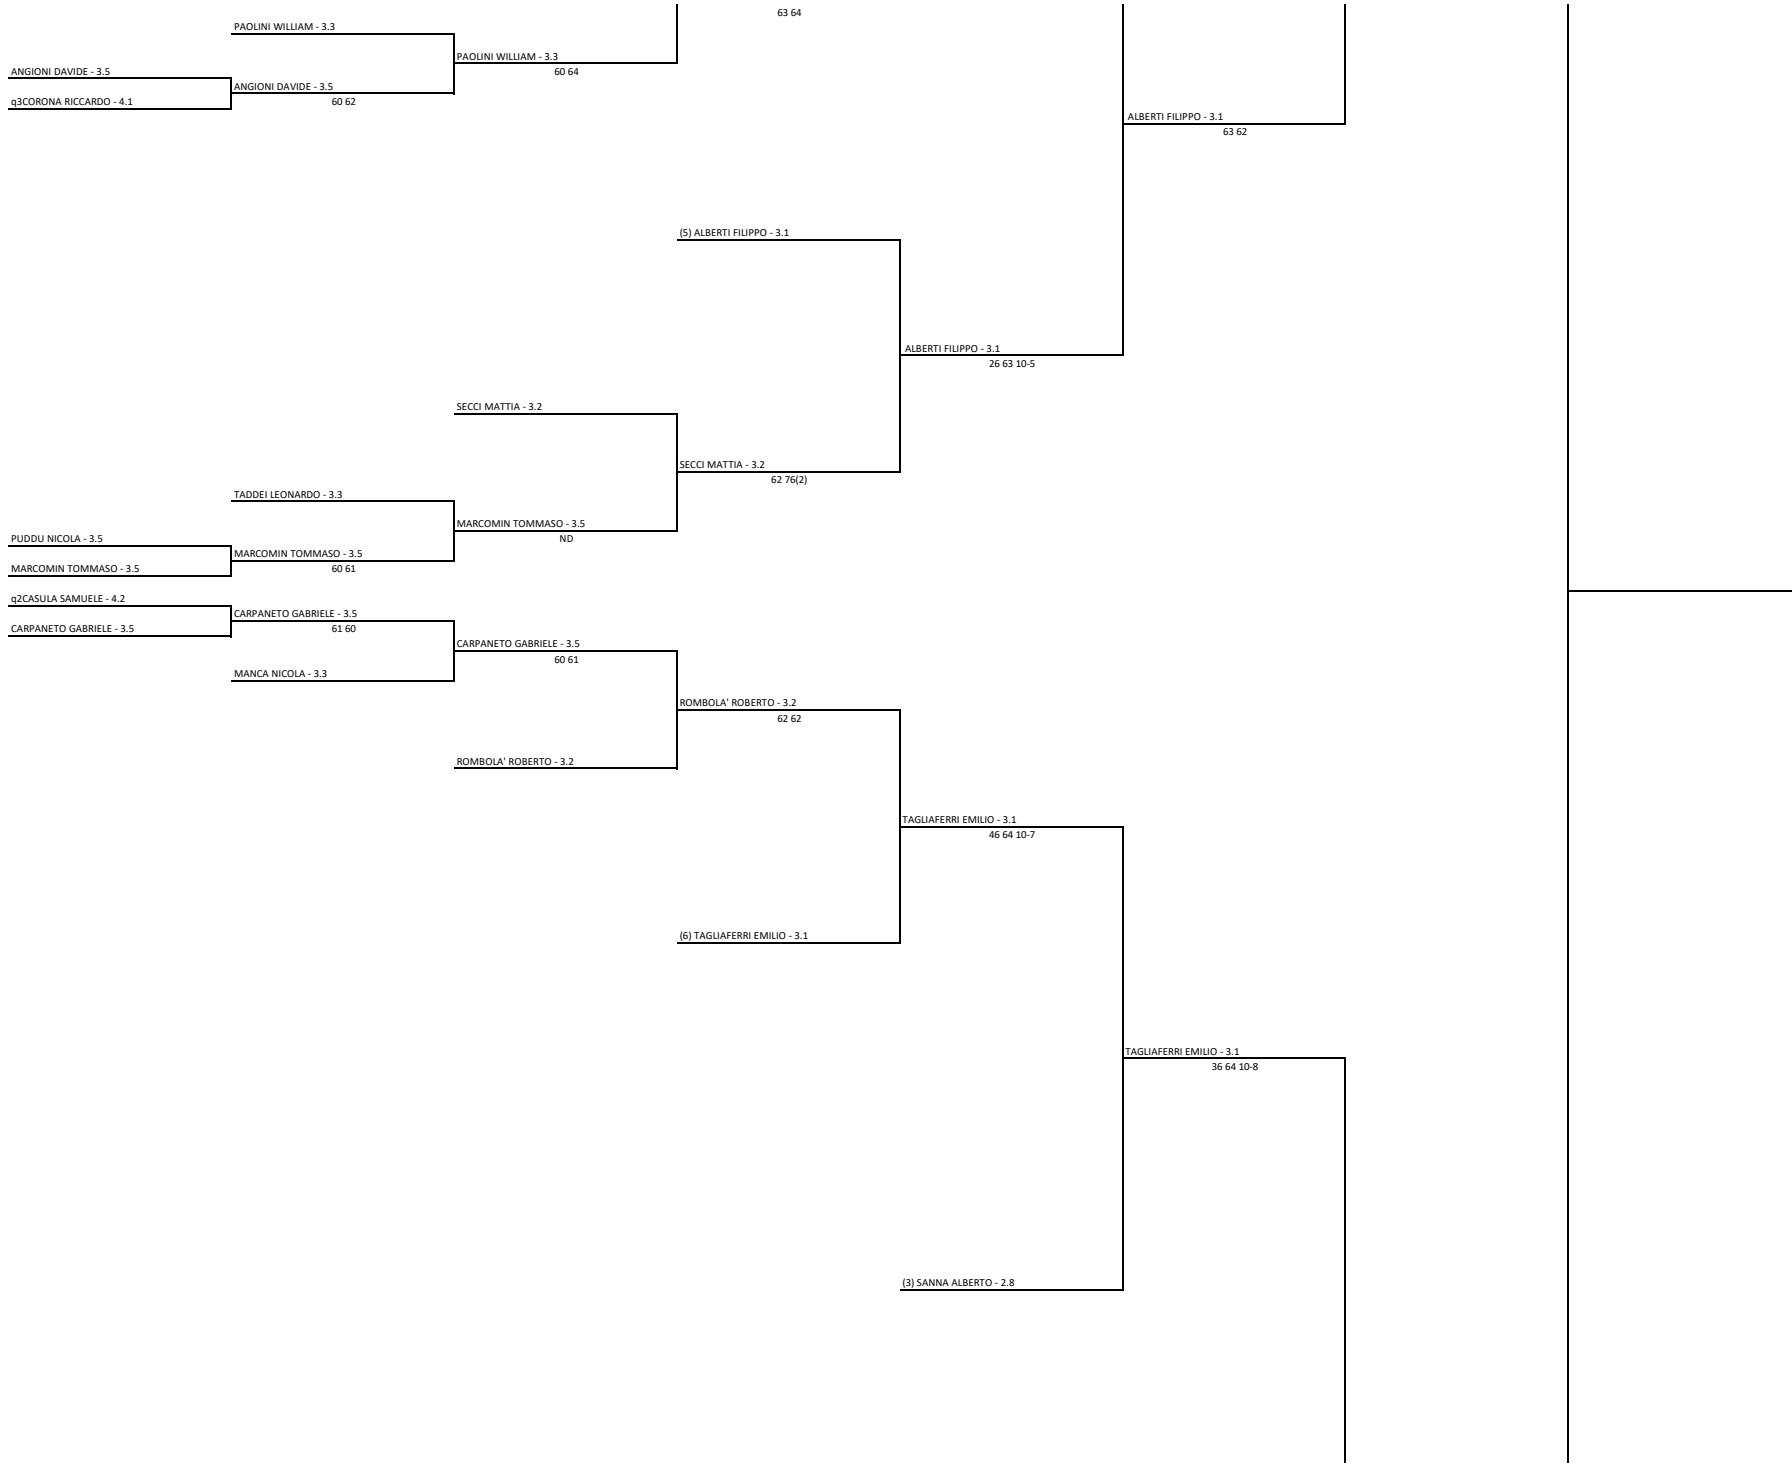 63 64
PAOLINI WILLIAM - 3.3
PAOLINI WILLIAM - 3.3
60 64
ANGIONI DAVIDE - 3.5
ANGIONI DAVIDE - 3.5
60 62
q3CORONA RICCARDO - 4.1
ALBERTI FILIPPO - 3.1
63 62
(5) ALBERTI FILIPPO - 3.1
ALBERTI FILIPPO - 3.1
26 63 10-5
SECCI MATTIA - 3.2
SECCI MATTIA - 3.2
62 76(2)
TADDEI LEONARDO - 3.3
MARCOMIN TOMMASO - 3.5
ND
PUDDU NICOLA - 3.5
MARCOMIN TOMMASO - 3.5
60 61
MARCOMIN TOMMASO - 3.5
q2CASULA SAMUELE - 4.2
CARPANETO GABRIELE - 3.5
61 60
CARPANETO GABRIELE - 3.5
CARPANETO GABRIELE - 3.5
60 61
MANCA NICOLA - 3.3
ROMBOLA' ROBERTO - 3.2
62 62
ROMBOLA' ROBERTO - 3.2
TAGLIAFERRI EMILIO - 3.1
46 64 10-7
(6) TAGLIAFERRI EMILIO - 3.1
TAGLIAFERRI EMILIO - 3.1
36 64 10-8
(3) SANNA ALBERTO - 2.8